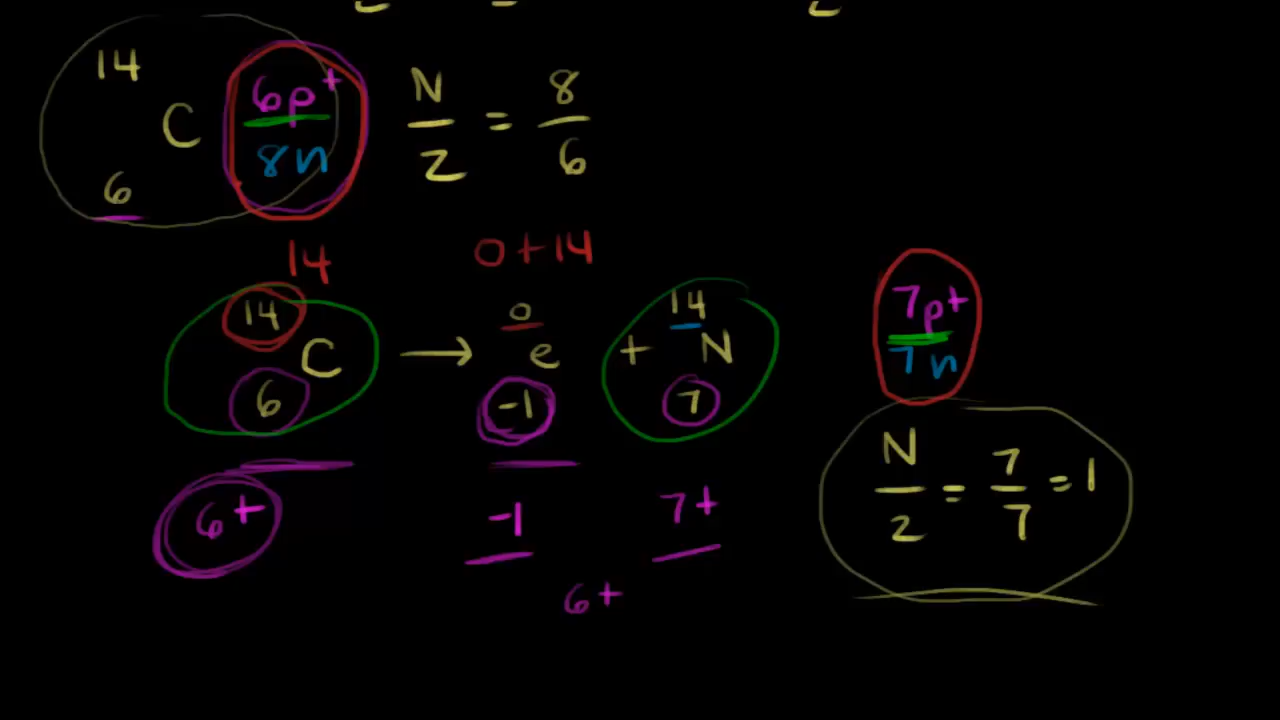 14
C
6
6p+
8n
N/Z = 8/6
14
0+14
14
C
6
→
0
e
-1
+
14
N
7
7p+
7n
N/Z = 7/7 = 1
6+
-1
7+
6+